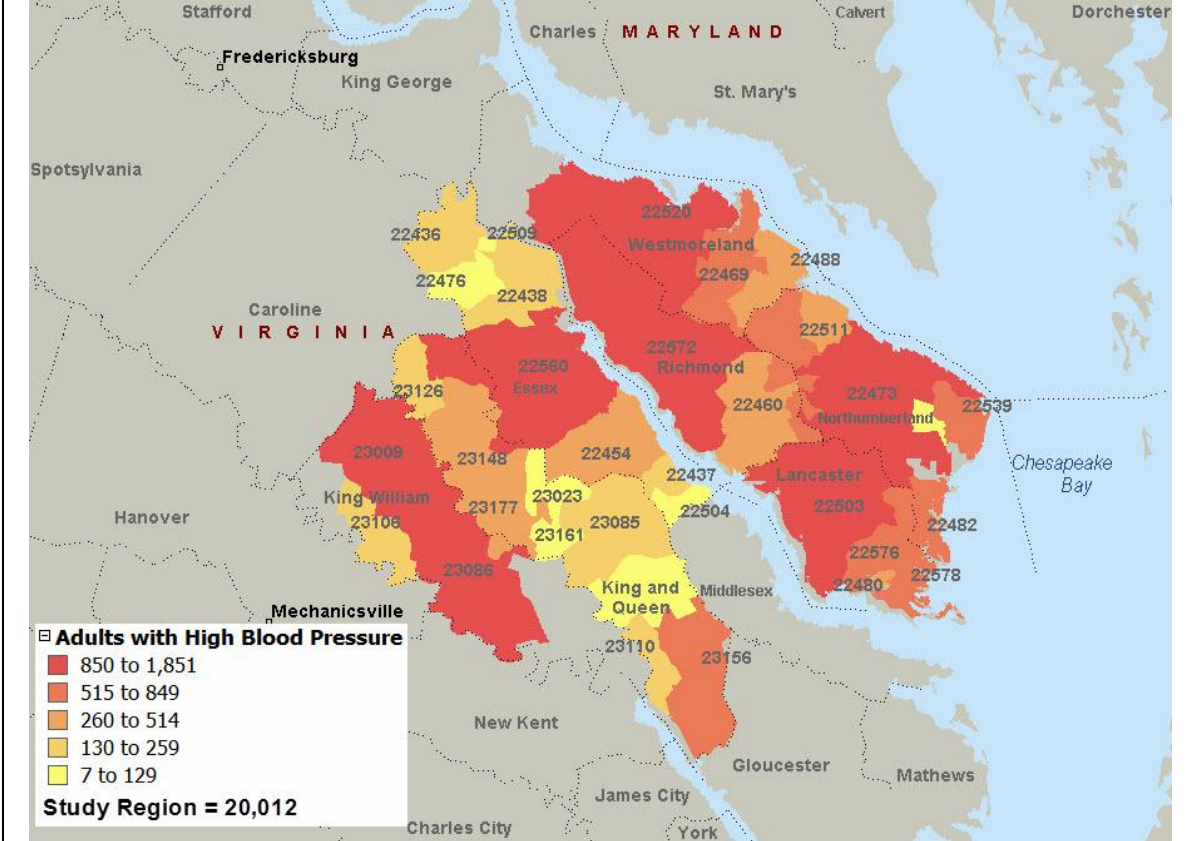 Stafford
Calvert
Dorchester
Charles
MARYLAND
Fredericksburg
King George
St. Mary's
Spotsylvania
22520
22436
22509
Westmoreland
22488
22469
22476
22438
Caroline
VIRGINIA
22511
22572
22560
Richmond
Essex
23126
22473
22460
22539
Northumberland
23009
23148
22454
22437
Lancaster
Chesapeake
Bay
King William
23023
23177
22503
22504
Hanover
23106
23085
22482
23161
22576
23086
22578
22480
King and
Queen
Middlesex
Mechanicsville
Adults with High Blood Pressure
850 to 1,851
515 to 849
260 to 514
130 to 259
7 to 129
Study Region = 20,012
23110
23156
New Kent
Gloucester
Mathews
James City
Charles City
York